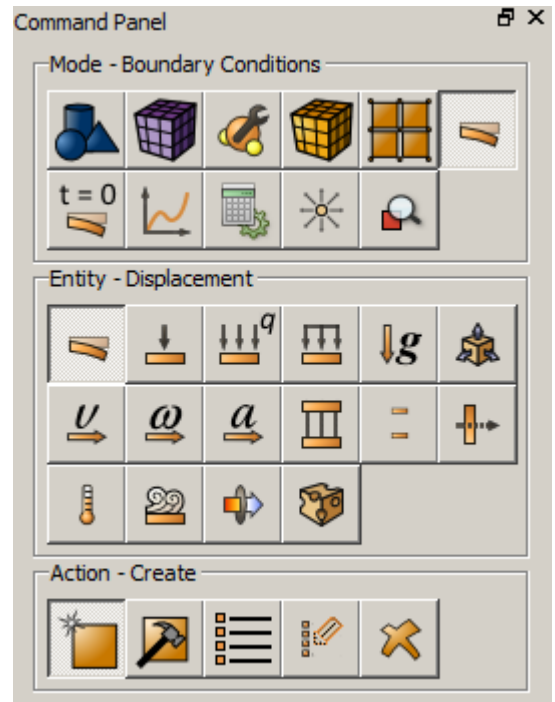 Command Panel
Mode - Boundary Conditions
t = 0
Entity - Displacement
q
g
υ
ω
a
Action - Create